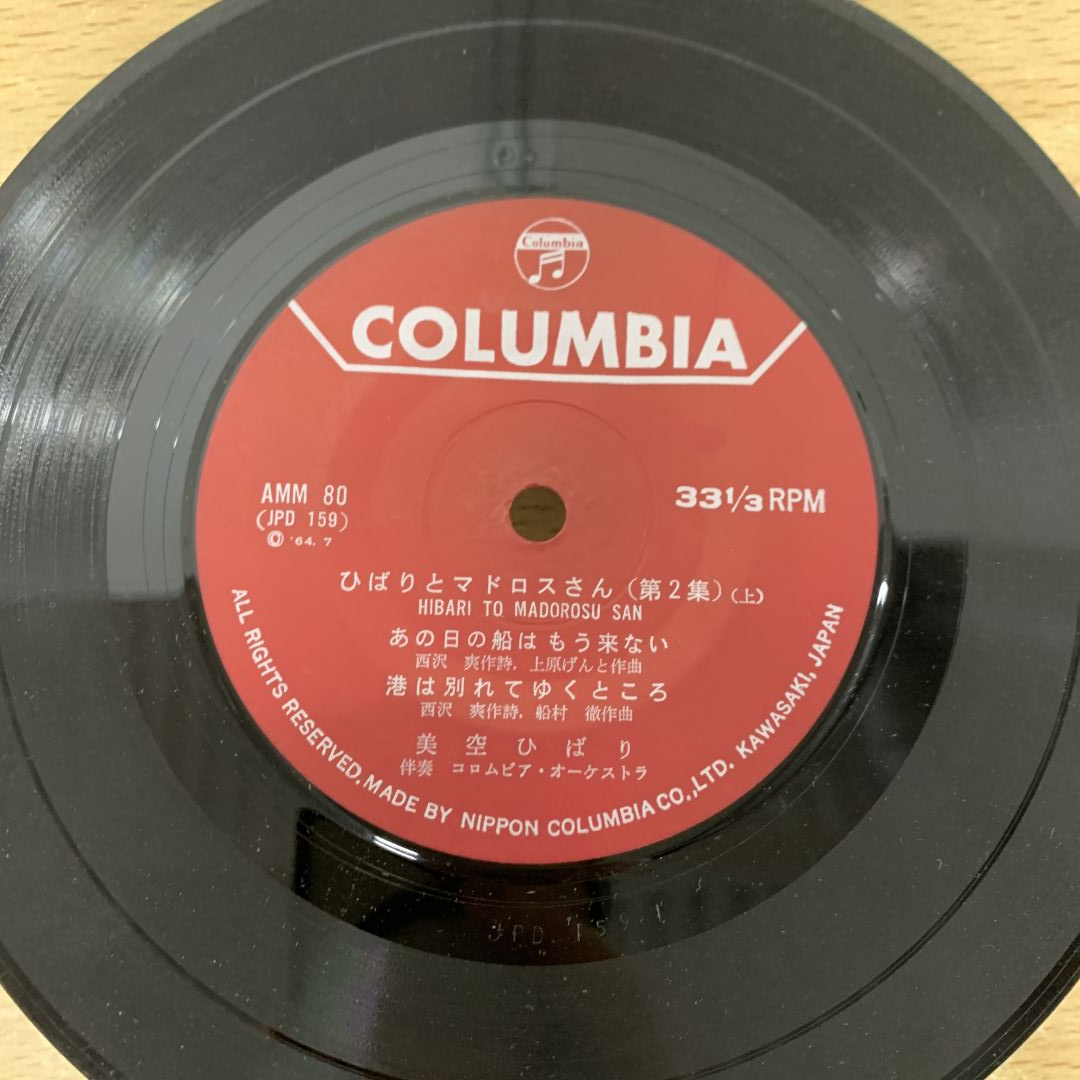 Columbia
COLUMBIA
AMM 80
(JPD 159)
Ⓒ '64. 7
33 1/3 RPM
ひばりとマドロスさん (第2集) (上)
HIBARI TO MADOROSU SAN
あの日の船は もう来ない
西沢 爽作詩. 上原げんと作曲
港は別れてゆくところ
西沢 爽作詩. 船村 徹作曲
美空ひばり
伴奏 コロムビア・オーケストラ
ALL RIGHTS RESERVED. MADE BY NIPPON COLUMBIA CO., LTD. KAWASAKI, JAPAN
JPD 159